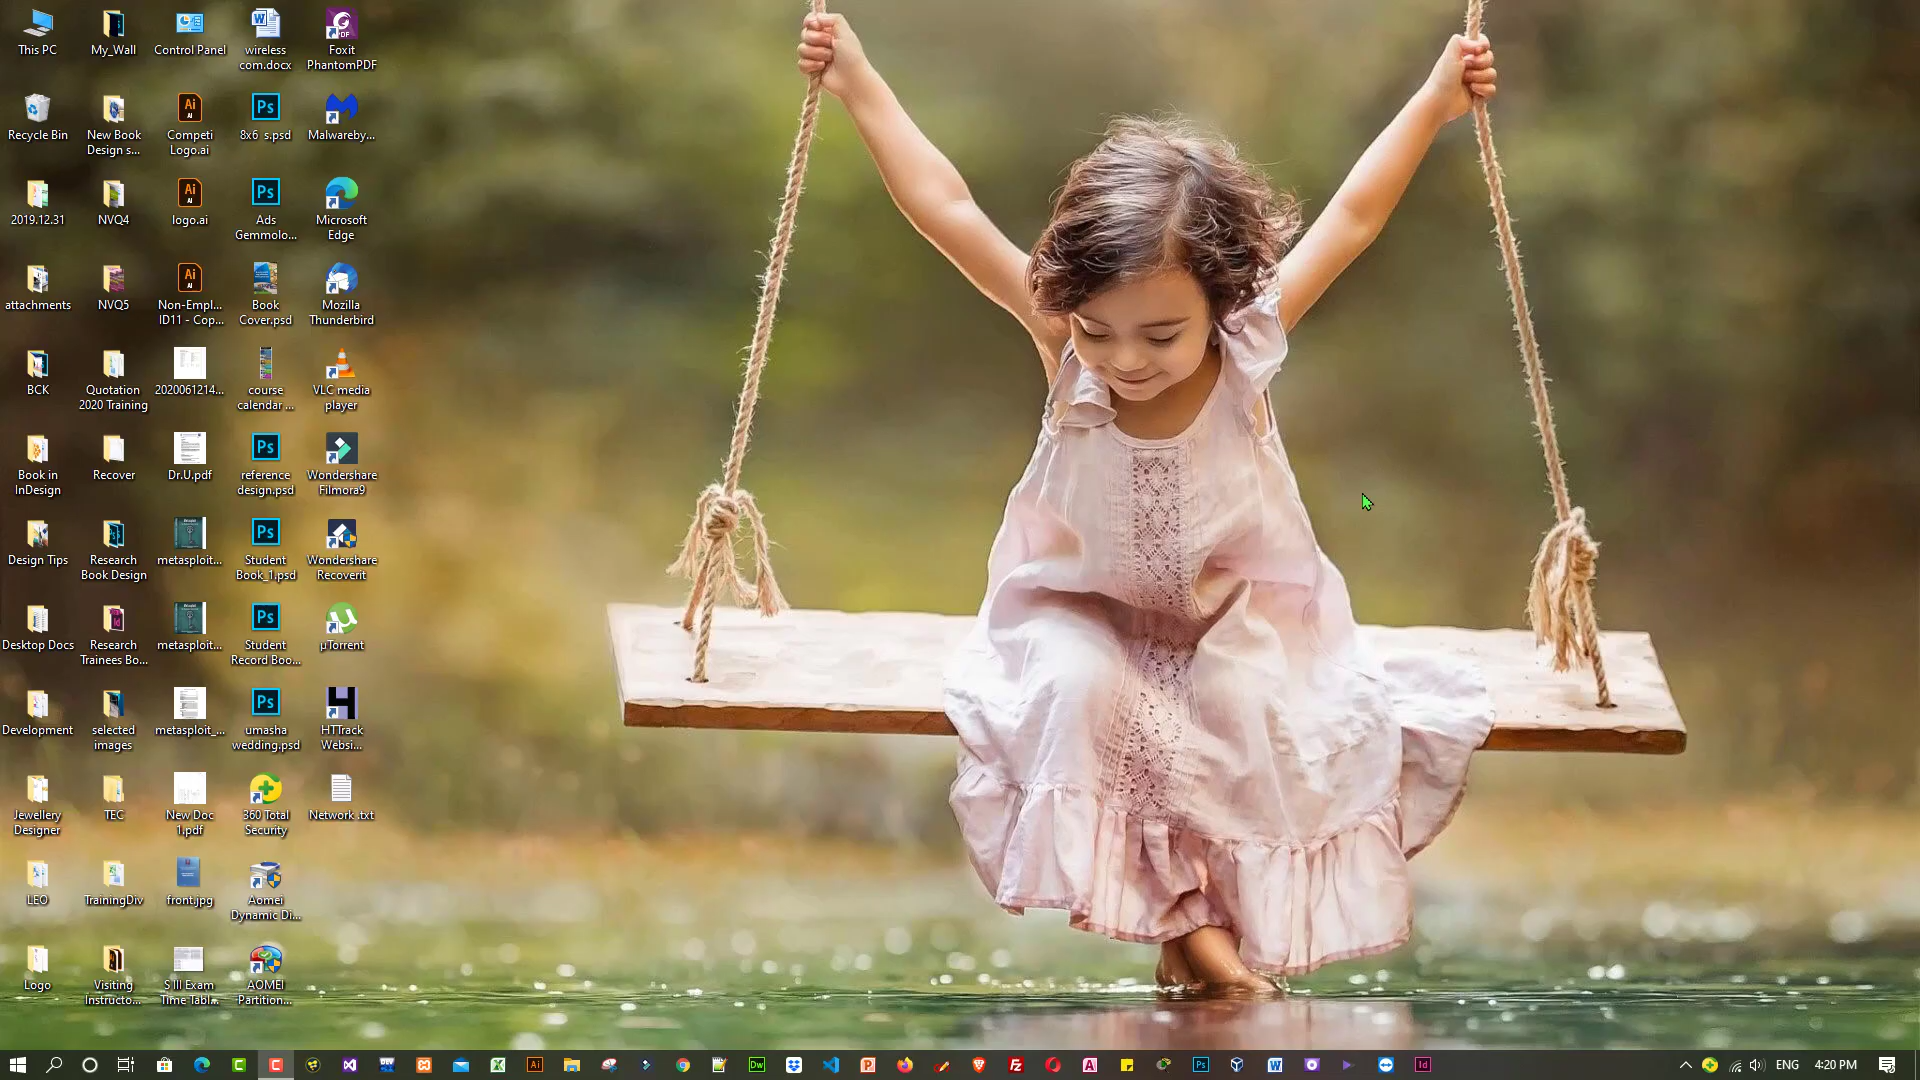 This PC
My_Wall
Control Panel
wireless
com.docx
Foxit
PhantomPDF
Recycle Bin
New Book
Design s...
Competi
Logo.ai
8x6 s.psd
Malwareby...
2019.12.31
NVQ4
logo.ai
Ads
Gemmolo...
Microsoft
Edge
attachments
NVQ5
Non-Empl...
ID11 - Cop...
Book
Cover.psd
Mozilla
Thunderbird
BCK
Quotation
2020 Training
2020061214...
course
calendar ...
VLC media
player
Book in
InDesign
Recover
Dr.U.pdf
reference
design.psd
Wondershare
Filmora9
Design Tips
Research
Book Design
metasploit...
Student
Book_1.psd
Wondershare
Recoverit
Desktop Docs
Research
Trainees Bo...
metasploit...
Student
Record Boo...
µTorrent
Development
selected
images
metasploit_...
umasha
wedding.psd
HTTrack
Websi...
Jewellery
Designer
TEC
New Doc
1.pdf
360 Total
Security
Network .txt
LEO
TrainingDiv
front.jpg
Aomei
Dynamic Di...
Logo
Visiting
Instructo...
S III Exam
Time Tabl...
AOMEI
Partition...
ENG
4:20 PM